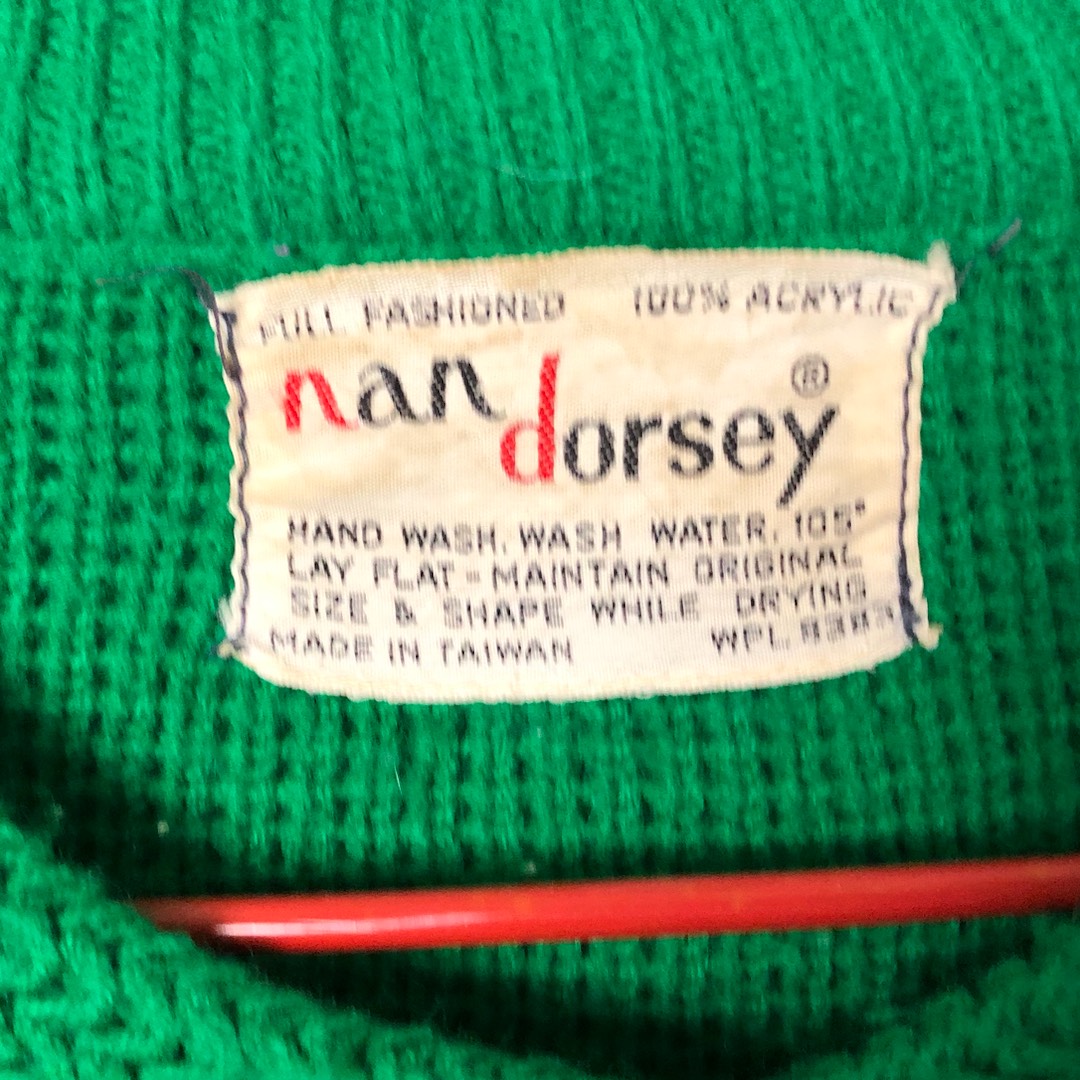 FULL FASHIONED 100% ACRYLIC
nan dorsey ®
HAND WASH. WASH WATER. 105°
LAY FLAT - MAINTAIN ORIGINAL
SIZE & SHAPE WHILE DRYING
MADE IN TAIWAN WPL